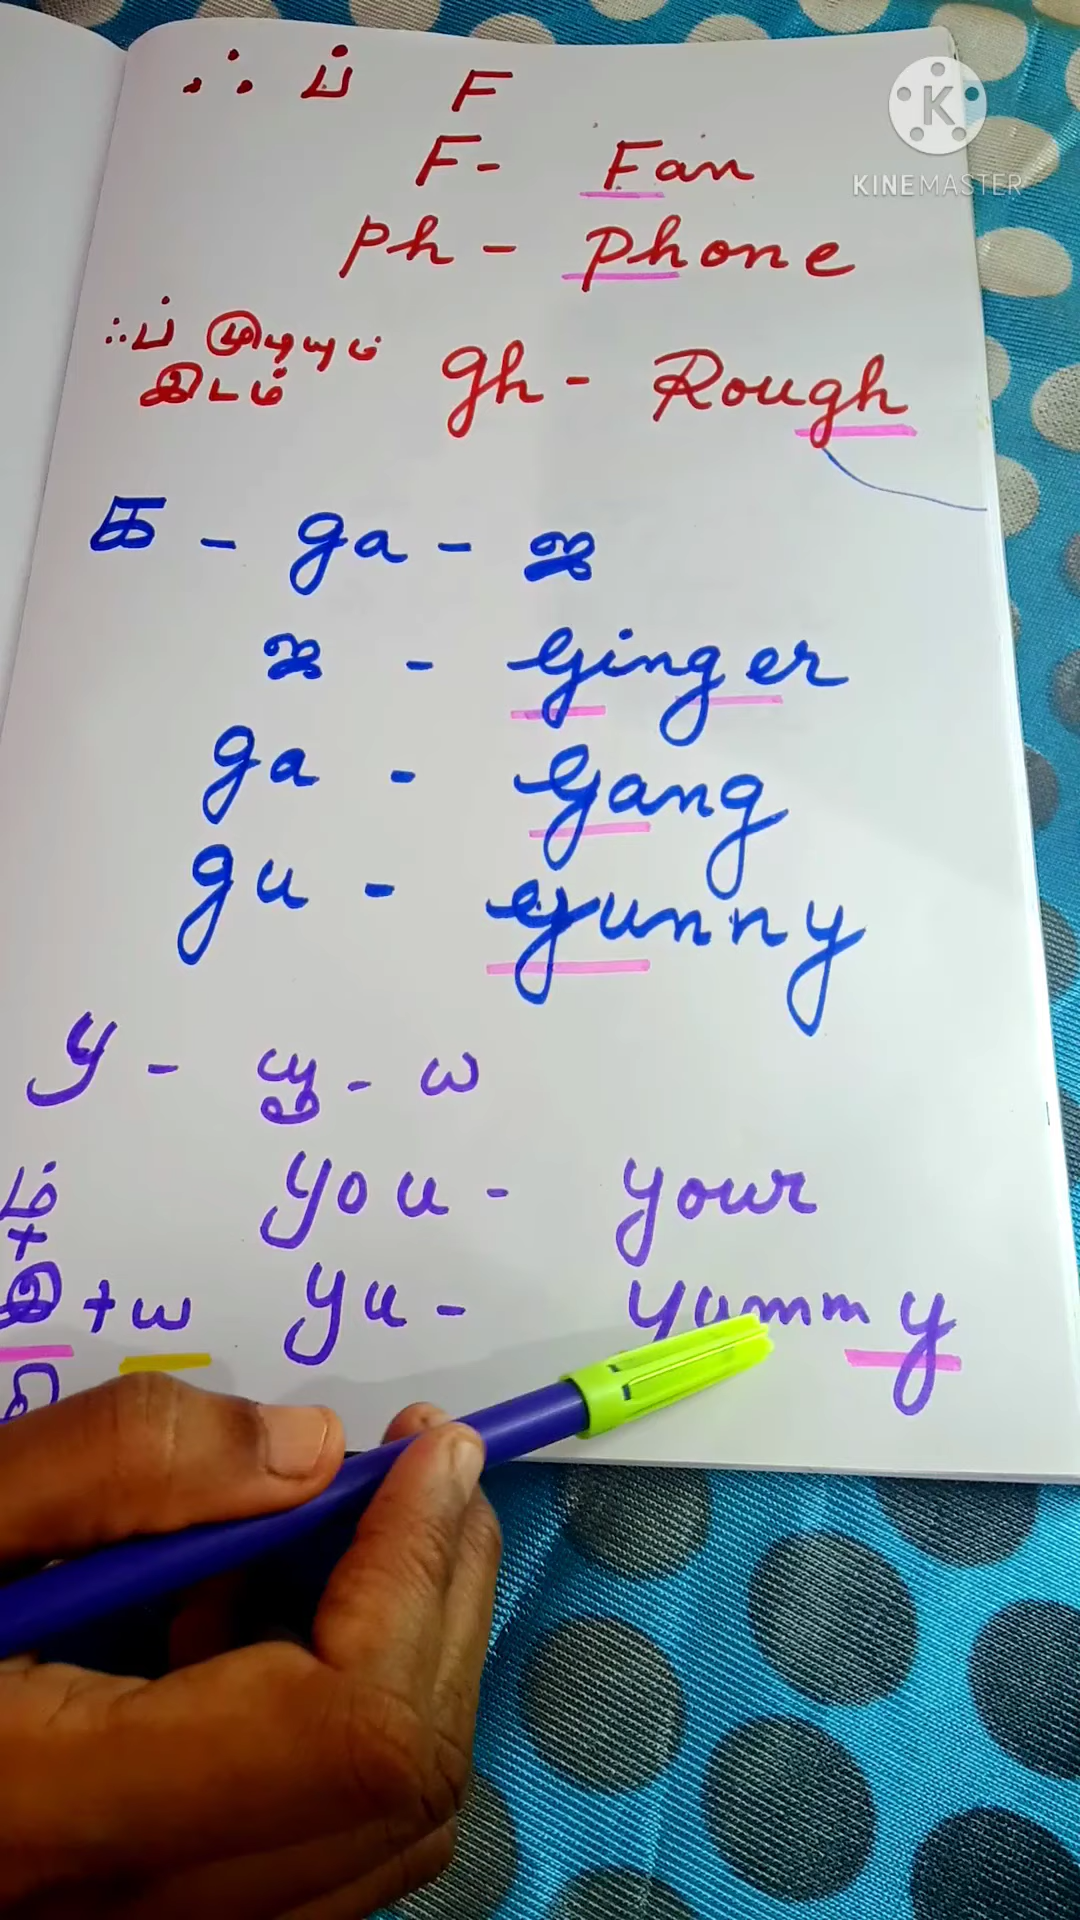 ஃப் F
F - Fan
K
KINEMASTER
ph - phone
ஃப் முடியும்
இடம்
gh - Rough
க - ga - ஜ
ஜ - Ginger
ga - Gang
gu - Gunny
y - யு - ய
ம்
+
you - your
இ + ய
yu - yummy